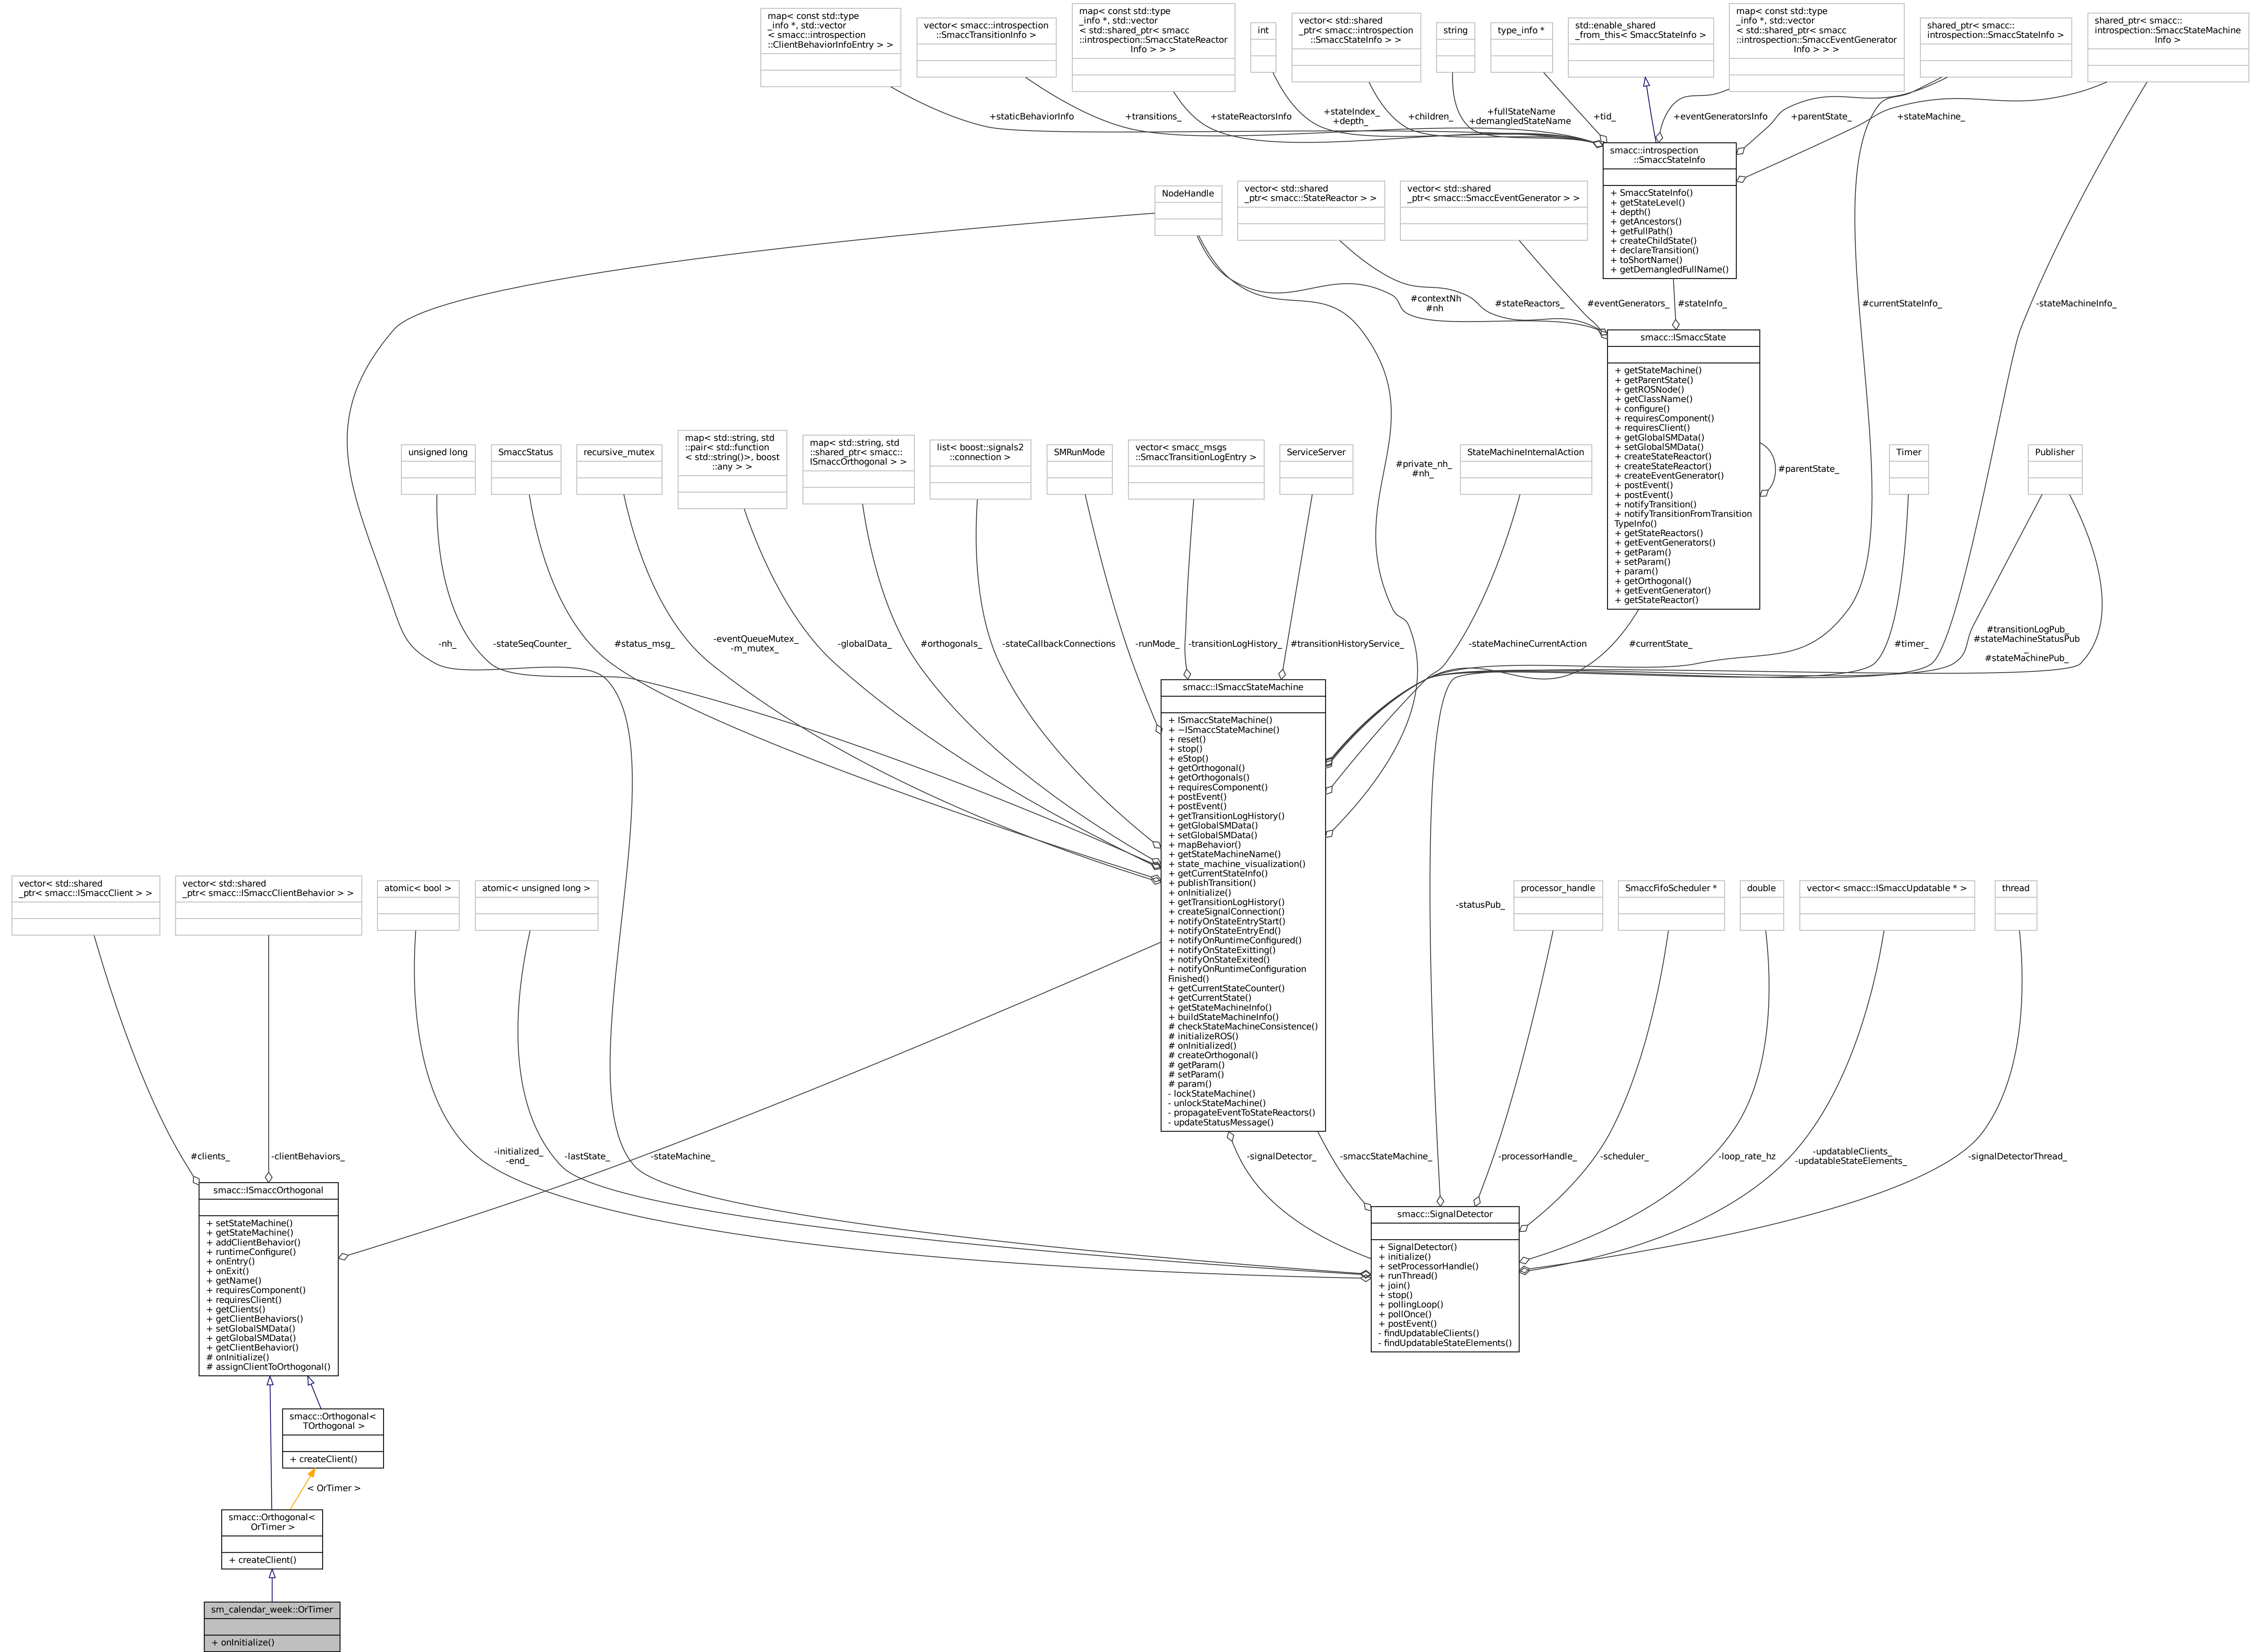 map< const std::type
_info *, std::vector
< smacc::introspection
::ClientBehaviorInfoEntry > >
vector< smacc::introspection
::SmaccTransitionInfo >
map< const std::type
_info *, std::vector
< std::shared_ptr< smacc
::introspection::SmaccStateReactor
Info > > >
int
vector< std::shared
_ptr< smacc::introspection
::SmaccStateInfo > >
string
type_info *
std::enable_shared
_from_this< SmaccStateInfo >
map< const std::type
_info *, std::vector
< std::shared_ptr< smacc
::introspection::SmaccEventGenerator
Info > > >
shared_ptr< smacc::
introspection::SmaccStateInfo >
shared_ptr< smacc::
introspection::SmaccStateMachine
Info >
+staticBehaviorInfo
+transitions_
+stateReactorsInfo
+stateIndex_
+depth_
+children_
+fullStateName
+demangledStateName
+tid_
+eventGeneratorsInfo
+parentState_
+stateMachine_
smacc::introspection
::SmaccStateInfo
+ SmaccStateInfo()
+ getStateLevel()
+ depth()
+ getAncestors()
+ getFullPath()
+ createChildState()
+ declareTransition()
+ toShortName()
+ getDemangledFullName()
NodeHandle
vector< std::shared
_ptr< smacc::StateReactor > >
vector< std::shared
_ptr< smacc::SmaccEventGenerator > >
#contextNh
#nh
#stateReactors_
#eventGenerators_
#stateInfo_
#currentStateInfo_
-stateMachineInfo_
smacc::ISmaccState
+ getStateMachine()
+ getParentState()
+ getROSNode()
+ getClassName()
+ configure()
+ requiresComponent()
+ requiresClient()
+ getGlobalSMData()
+ setGlobalSMData()
+ createStateReactor()
+ createStateReactor()
+ createEventGenerator()
+ postEvent()
+ postEvent()
+ notifyTransition()
+ notifyTransitionFromTransition
TypeInfo()
+ getStateReactors()
+ getEventGenerators()
+ getParam()
+ setParam()
+ param()
+ getOrthogonal()
+ getEventGenerator()
+ getStateReactor()
#parentState_
unsigned long
SmaccStatus
recursive_mutex
map< std::string, std
::pair< std::function
< std::string()>, boost
::any > >
map< std::string, std
::shared_ptr< smacc::
ISmaccOrthogonal > >
list< boost::signals2
::connection >
SMRunMode
vector< smacc_msgs
::SmaccTransitionLogEntry >
ServiceServer
#private_nh_
#nh_
StateMachineInternalAction
Timer
Publisher
-nh_
-stateSeqCounter_
#status_msg_
-eventQueueMutex_
-m_mutex_
-globalData_
#orthogonals_
-stateCallbackConnections
-runMode_
-transitionLogHistory_
#transitionHistoryService_
-stateMachineCurrentAction
#currentState_
#timer_
#transitionLogPub_
#stateMachineStatusPub
_
#stateMachinePub_
smacc::ISmaccStateMachine
+ ISmaccStateMachine()
+ ~ISmaccStateMachine()
+ reset()
+ stop()
+ eStop()
+ getOrthogonal()
+ getOrthogonals()
+ requiresComponent()
+ postEvent()
+ postEvent()
+ getTransitionLogHistory()
+ getGlobalSMData()
+ setGlobalSMData()
+ mapBehavior()
+ getStateMachineName()
+ state_machine_visualization()
+ getCurrentStateInfo()
+ publishTransition()
+ onInitialize()
+ getTransitionLogHistory()
+ createSignalConnection()
+ notifyOnStateEntryStart()
+ notifyOnStateEntryEnd()
+ notifyOnRuntimeConfigured()
+ notifyOnStateExitting()
+ notifyOnStateExited()
+ notifyOnRuntimeConfiguration
Finished()
+ getCurrentStateCounter()
+ getCurrentState()
+ getStateMachineInfo()
+ buildStateMachineInfo()
# checkStateMachineConsistence()
# initializeROS()
# onInitialized()
# createOrthogonal()
# getParam()
# setParam()
# param()
- lockStateMachine()
- unlockStateMachine()
- propagateEventToStateReactors()
- updateStatusMessage()
vector< std::shared
_ptr< smacc::ISmaccClient > >
vector< std::shared
_ptr< smacc::ISmaccClientBehavior > >
atomic< bool >
atomic< unsigned long >
-statusPub_
processor_handle
SmaccFifoScheduler *
double
vector< smacc::ISmaccUpdatable * >
thread
#clients_
-clientBehaviors_
-initialized_
-end_
-lastState_
-stateMachine_
-signalDetector_
-smaccStateMachine_
-processorHandle_
-scheduler_
-loop_rate_hz
-updatableClients_
-updatableStateElements_
-signalDetectorThread_
smacc::ISmaccOrthogonal
+ setStateMachine()
+ getStateMachine()
+ addClientBehavior()
+ runtimeConfigure()
+ onEntry()
+ onExit()
+ getName()
+ requiresComponent()
+ requiresClient()
+ getClients()
+ getClientBehaviors()
+ setGlobalSMData()
+ getGlobalSMData()
+ getClientBehavior()
# onInitialize()
# assignClientToOrthogonal()
smacc::SignalDetector
+ SignalDetector()
+ initialize()
+ setProcessorHandle()
+ runThread()
+ join()
+ stop()
+ pollingLoop()
+ pollOnce()
+ postEvent()
- findUpdatableClients()
- findUpdatableStateElements()
smacc::Orthogonal<
TOrthogonal >
+ createClient()
< OrTimer >
smacc::Orthogonal<
OrTimer >
+ createClient()
sm_calendar_week::OrTimer
+ onInitialize()